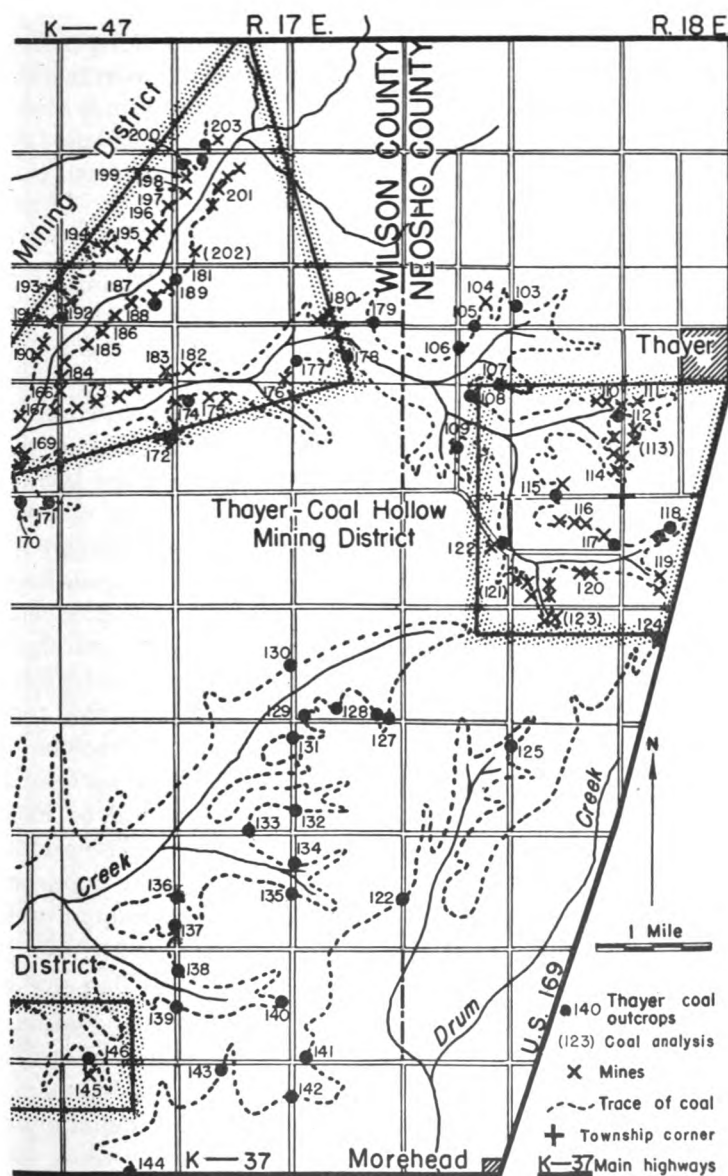 K—47 R. 17 E. R. 18 E.
WILSON COUNTY
NEOSHO COUNTY
Mining District
200 203
199
198
197 201
196
194 195
(202)
193 187 181
192 188 189
186
190 185
180 179 104 103
105
106
Thayer
184 183 182
177 178
166 173 176
167 174 175
107
108 110 111
112
109 (113)
169 172
114
115
170 171
Thayer-Coal Hollow
Mining District
116 118
122 117
119
(121) 120
(123)
124
130
129 128 127
131
125
133 132
134
Creek
136 135 122
137
Creek
N
District
138
1 Mile
139 140
Drum
U.S. 169
146 141
145 143
142
144
K—37
Morehead
140 Thayer coal
outcrops
(123) Coal analysis
Mines
Trace of coal
Township corner
K—37 Main highways